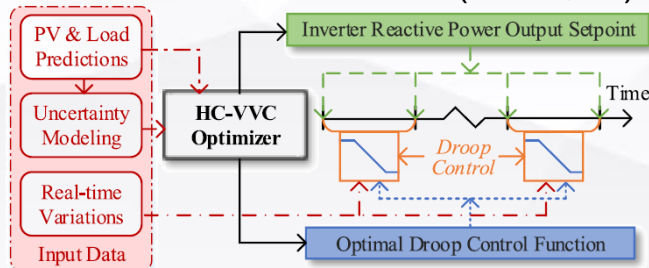 PV & Load
Predictions
Uncertainty
Modeling
Real-time
Variations
Input Data
HC-VVC
Optimizer
Inverter Reactive Power Output Setpoint
Time
Droop
Control
Optimal Droop Control Function